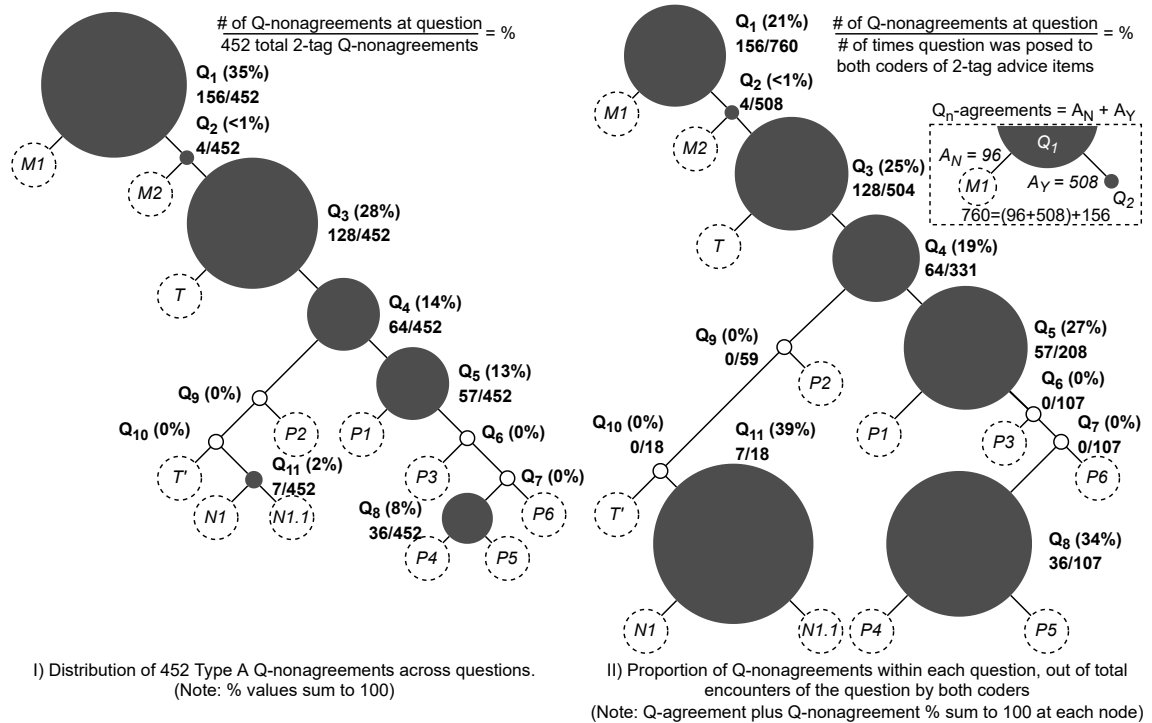 # of Q-nonagreements at question
452 total 2-tag Q-nonagreements
= %
Q1 (35%)
156/452
Q2 (<1%)
4/452
M1
M2
Q3 (28%)
128/452
T
Q4 (14%)
64/452
Q5 (13%)
57/452
Q9 (0%)
Q10 (0%)
P2
P1
Q6 (0%)
Q11 (2%)
7/452
T'
P3
Q7 (0%)
N1
N1.1
Q8 (8%)
36/452
P6
P4
P5
I) Distribution of 452 Type A Q-nonagreements across questions.
(Note: % values sum to 100)
# of Q-nonagreements at question
# of times question was posed to
both coders of 2-tag advice items
= %
Q1 (21%)
156/760
Q2 (<1%)
4/508
M1
M2
Qn-agreements = AN + AY
Q1
AN = 96
M1
AY = 508
Q2
760=(96+508)+156
Q3 (25%)
128/504
T
Q4 (19%)
64/331
Q9 (0%)
0/59
P2
Q5 (27%)
57/208
Q6 (0%)
0/107
Q7 (0%)
0/107
P1
P3
P6
Q10 (0%)
0/18
Q11 (39%)
7/18
T'
Q8 (34%)
36/107
N1
N1.1
P4
P5
II) Proportion of Q-nonagreements within each question, out of total
encounters of the question by both coders
(Note: Q-agreement plus Q-nonagreement % sum to 100 at each node)